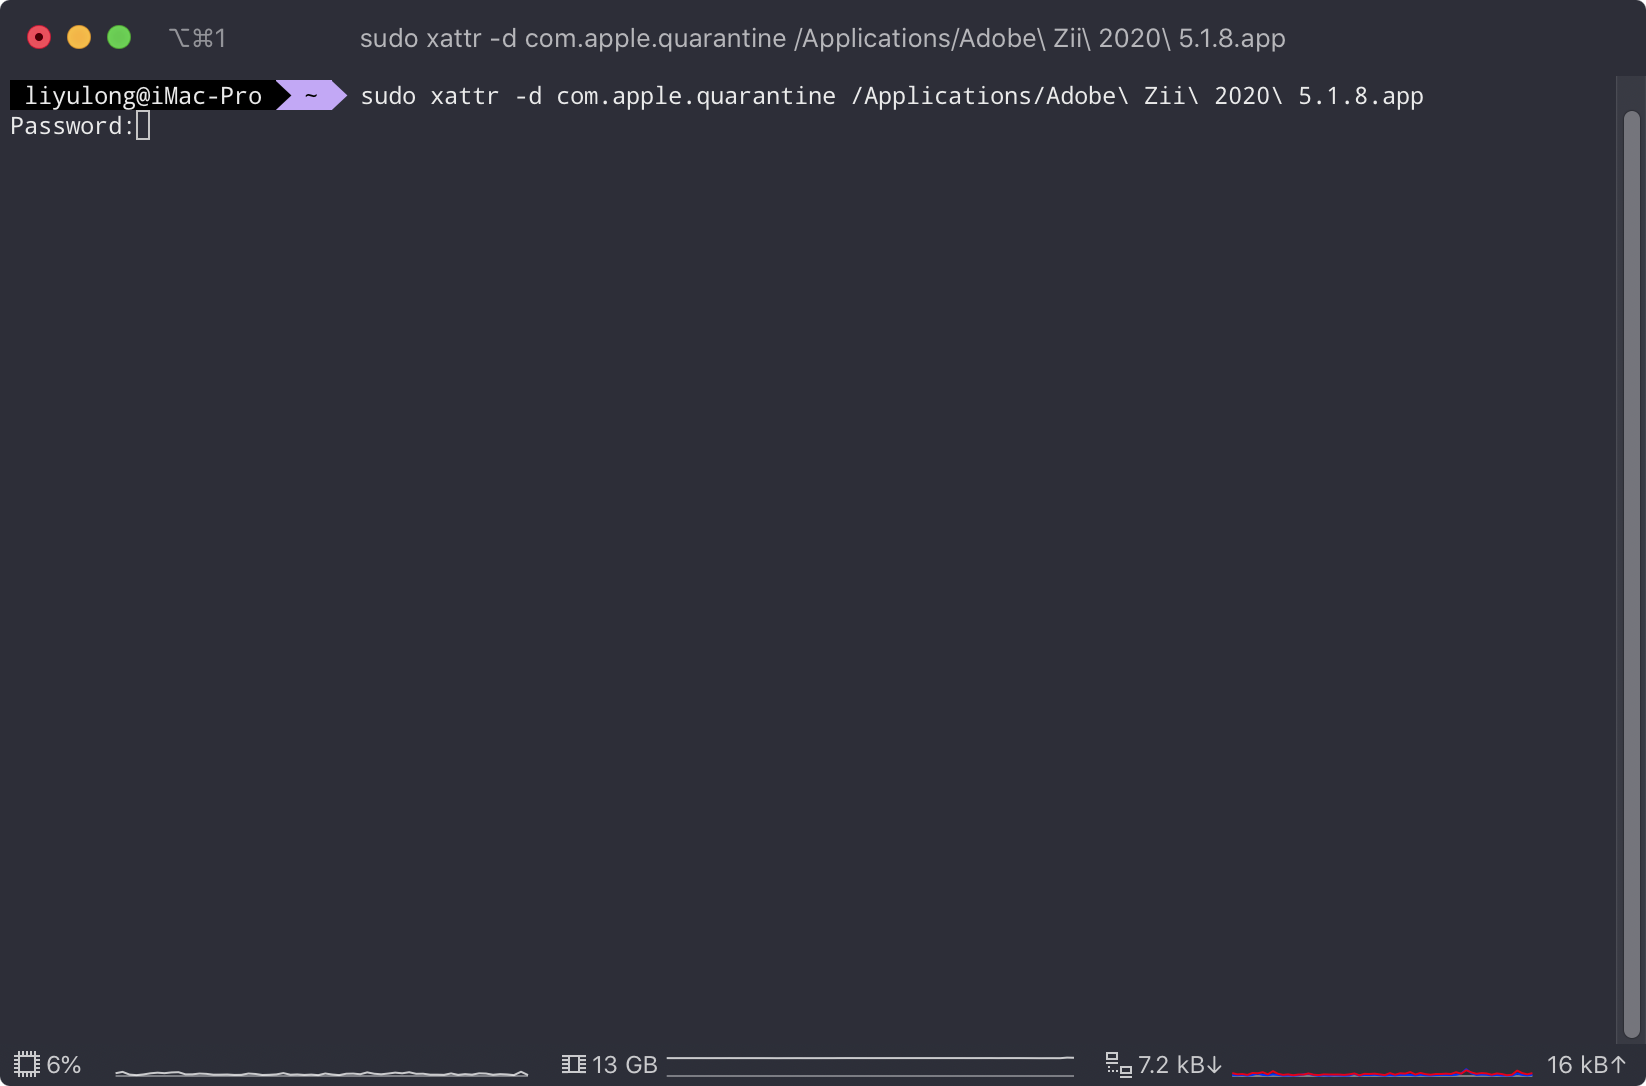 ⌥⌘1 sudo xattr -d com.apple.quarantine /Applications/Adobe\ Zii\ 2020\ 5.1.8.app
liyulong@iMac-Pro ~ sudo xattr -d com.apple.quarantine /Applications/Adobe\ Zii\ 2020\ 5.1.8.app
Password:
6% 13 GB 7.2 kB↓ 16 kB↑